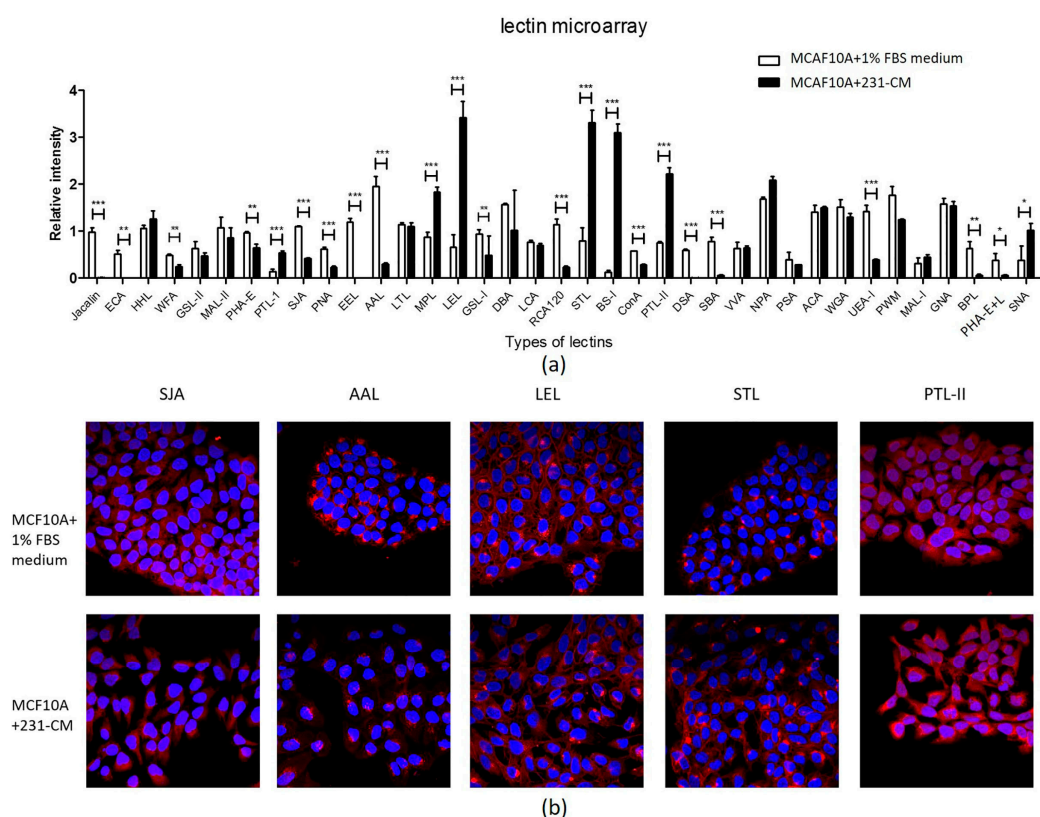 lectin microarray
MCAF10A+1% FBS medium
MCAF10A+231-CM
Relative intensity
4
3
2
1
0
*** ** ** ** *** *** *** *** *** *** *** ** *** *** *** *** *** *** *** *** ** * *
Jacalin ECA HHL WFA GSL-II MAL-II PHA-E PTL-1 SJA PNA EEL AAL LTL MPL LEL GSL-I DBA LCA RCA120 STL BS-I ConA PTL-II DSA SBA VVA NPA PSA ACA WGA UEA-I PWM MAL-I GNA BPL PHA-E+L SNA
Types of lectins
(a)
SJA AAL LEL STL PTL-II
MCF10A+
1% FBS
medium
MCF10A
+231-CM
(b)